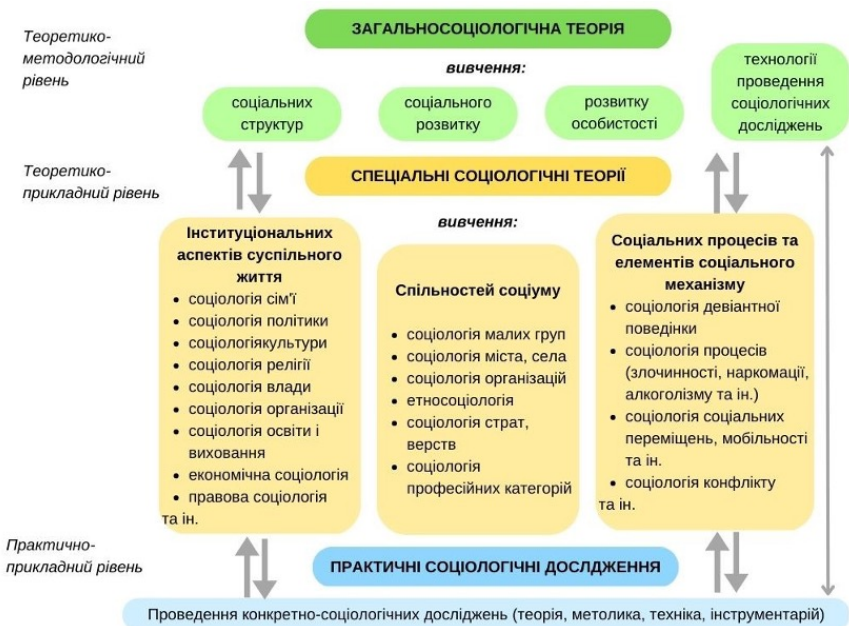 Теоретико-
методологічний
рівень
ЗАГАЛЬНОСОЦІОЛОГІЧНА ТЕОРІЯ
вивчення:
соціальних
структур
соціального
розвитку
розвитку
особистості
технології
проведення
соціологічних
досліджень
Теоретико-
прикладний рівень
СПЕЦІАЛЬНІ СОЦІОЛОГІЧНІ ТЕОРІЇ
вивчення:
Інституціональних
аспектів суспільного
життя
• соціологія сім'ї
• соціологія політики
• соціологіякультури
• соціологія релігії
• соціологія влади
• соціологія організації
• соціологія освіти і
виховання
• економічна соціологія
• правова соціологія
та ін.
Спільностей соціуму
• соціологія малих груп
• соціологія міста, села
• соціологія організацій
• етносоціологія
• соціологія страт,
верств
• соціологія
професійних категорій
Соціальних процесів та
елементів соціального
механізму
• соціологія девіантної
поведінки
• соціологія процесів
(злочинності, наркомації,
алкоголізму та ін.)
• соціологія соціальних
переміщень, мобільності
та ін.
• соціологія конфлікту
та ін.
Практично-
прикладний рівень
ПРАКТИЧНІ СОЦІОЛОГІЧНІ ДОСЛДЖЕННЯ
Проведення конкретно-соціологічних досліджень (теорія, метолика, техніка, інструментарій)